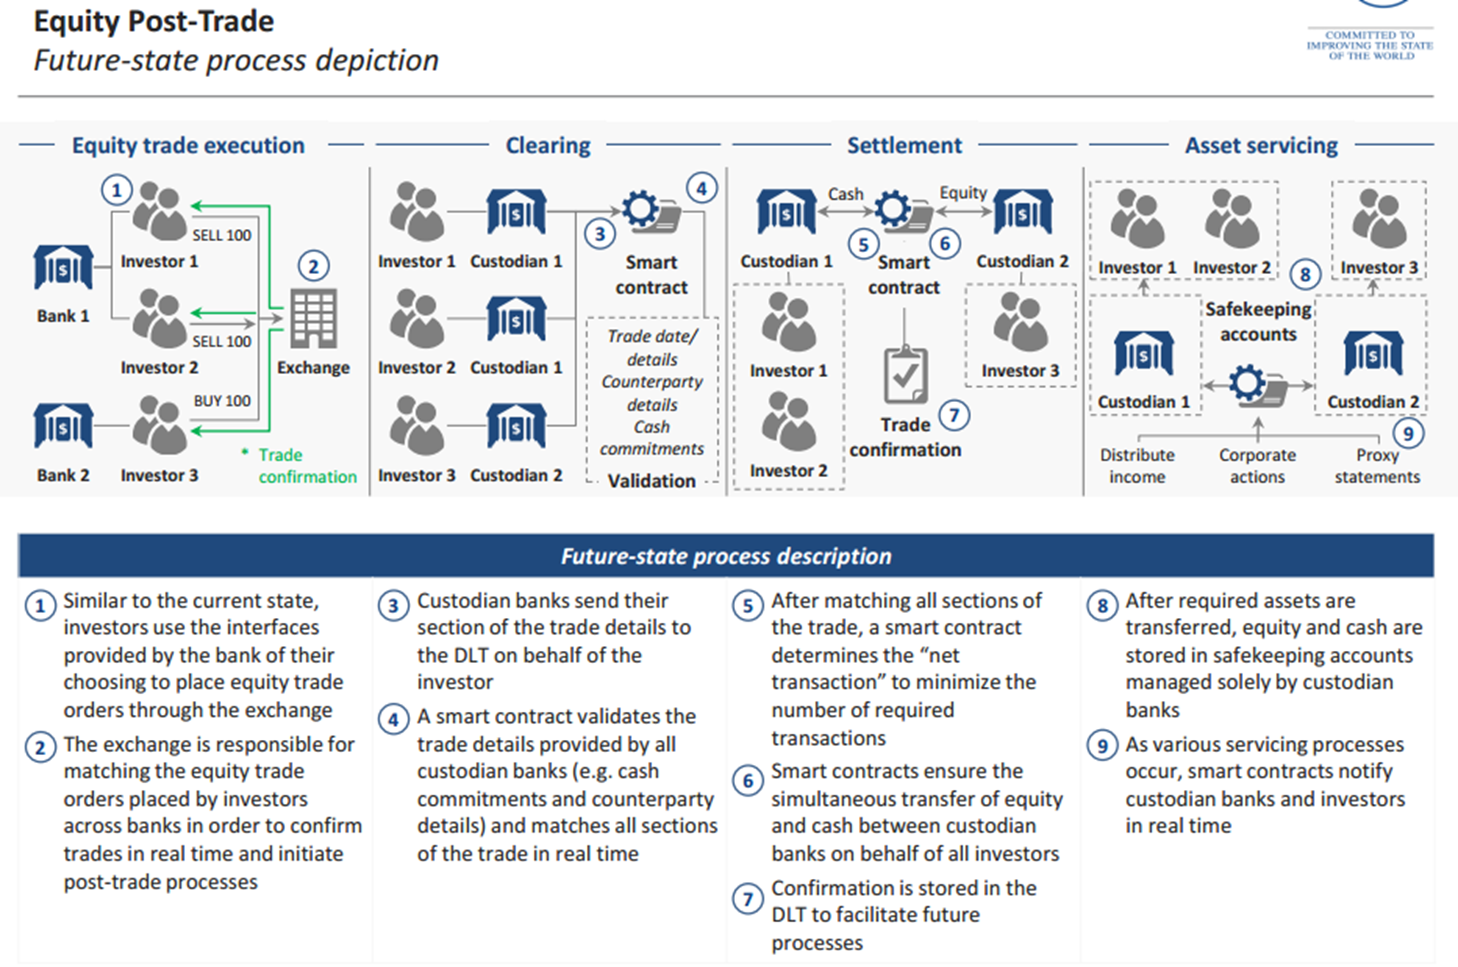 Equity Post-Trade
Future-state process depiction
COMMITTED TO
IMPROVING THE STATE
OF THE WORLD
Equity trade execution
1
SELL 100
Investor 1
Bank 1
2
SELL 100
Investor 2
Exchange
BUY 100
Bank 2
Investor 3
* Trade
confirmation
Clearing
4
3
Investor 1
Custodian 1
Smart
contract
Investor 2
Custodian 1
Investor 3
Custodian 2
Trade date/
details
Counterparty
details
Cash
commitments
Validation
Settlement
Cash
Equity
5
6
Custodian 1
Smart
contract
Custodian 2
Investor 1
Investor 3
Investor 2
Trade
confirmation
7
Asset servicing
Investor 1
Investor 2
8
Investor 3
Safekeeping
accounts
Custodian 1
Custodian 2
9
Distribute
income
Corporate
actions
Proxy
statements
Future-state process description
1 Similar to the current state,
investors use the interfaces
provided by the bank of their
choosing to place equity trade
orders through the exchange
2 The exchange is responsible for
matching the equity trade
orders placed by investors
across banks in order to confirm
trades in real time and initiate
post-trade processes
3 Custodian banks send their
section of the trade details to
the DLT on behalf of the
investor
4 A smart contract validates the
trade details provided by all
custodian banks (e.g. cash
commitments and counterparty
details) and matches all sections
of the trade in real time
5 After matching all sections of
the trade, a smart contract
determines the “net
transaction” to minimize the
number of required
transactions
6 Smart contracts ensure the
simultaneous transfer of equity
and cash between custodian
banks on behalf of all investors
7 Confirmation is stored in the
DLT to facilitate future
processes
8 After required assets are
transferred, equity and cash are
stored in safekeeping accounts
managed solely by custodian
banks
9 As various servicing processes
occur, smart contracts notify
custodian banks and investors
in real time